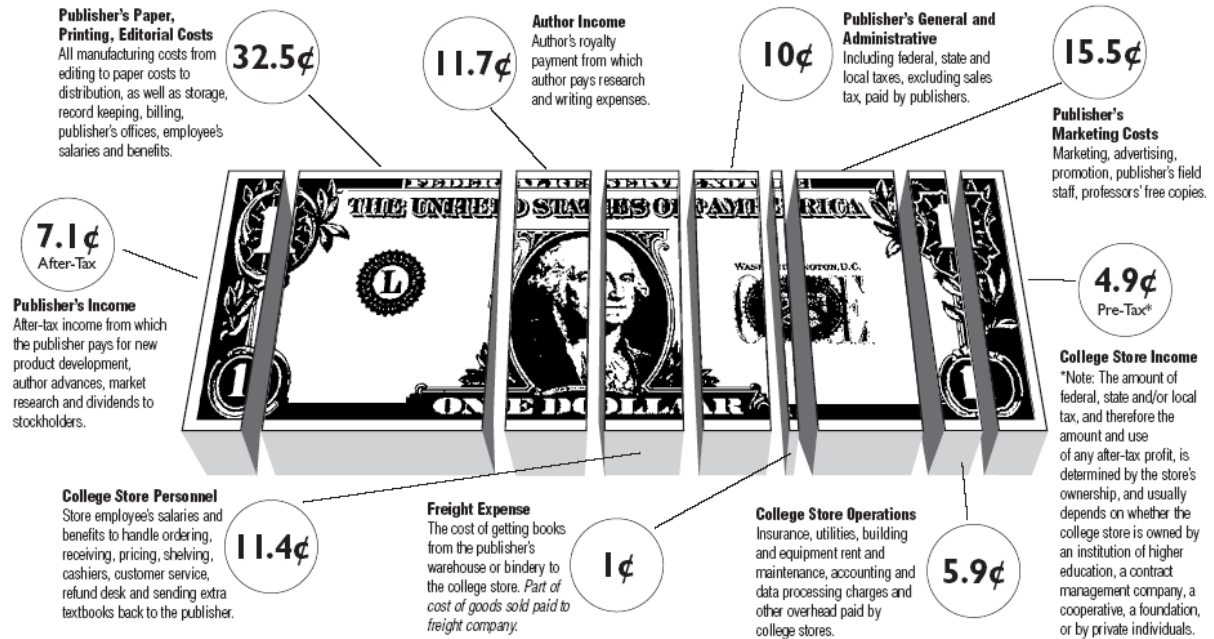 Publisher's Paper,
Printing, Editorial Costs
All manufacturing costs from
editing to paper costs to
distribution, as well as storage,
record keeping, billing,
publisher's offices, employee's
salaries and benefits.
32.5¢
11.7¢
Author Income
Author's royalty
payment from which
author pays research
and writing expenses.
10¢
Publisher's General and
Administrative
Including federal, state and
local taxes, excluding sales
tax, paid by publishers.
15.5¢
Publisher's
Marketing Costs
Marketing, advertising,
promotion, publisher's field
staff, professors' free copies.
7.1¢
After-Tax
Publisher's Income
After-tax income from which
the publisher pays for new
product development,
author advances, market
research and dividends to
stockholders.
FEDERAL RESERVE NOTE
THE UNITED STATES OF AMERICA
L
WASHINGTON, D.C.
ONE
1
1
ONE DOLLAR
4.9¢
Pre-Tax*
College Store Income
*Note: The amount of
federal, state and/or local
tax, and therefore the
amount and use
of any after-tax profit, is
determined by the store's
ownership, and usually
depends on whether the
college store is owned by
an institution of higher
education, a contract
management company, a
cooperative, a foundation,
or by private individuals.
College Store Personnel
Store employee's salaries and
benefits to handle ordering,
receiving, pricing, shelving,
cashiers, customer service,
refund desk and sending extra
textbooks back to the publisher.
11.4¢
Freight Expense
The cost of getting books
from the publisher's
warehouse or bindery to
the college store. Part of
cost of goods sold paid to
freight company.
1¢
College Store Operations
Insurance, utilities, building
and equipment rent and
maintenance, accounting and
data processing charges and
other overhead paid by
college stores.
5.9¢